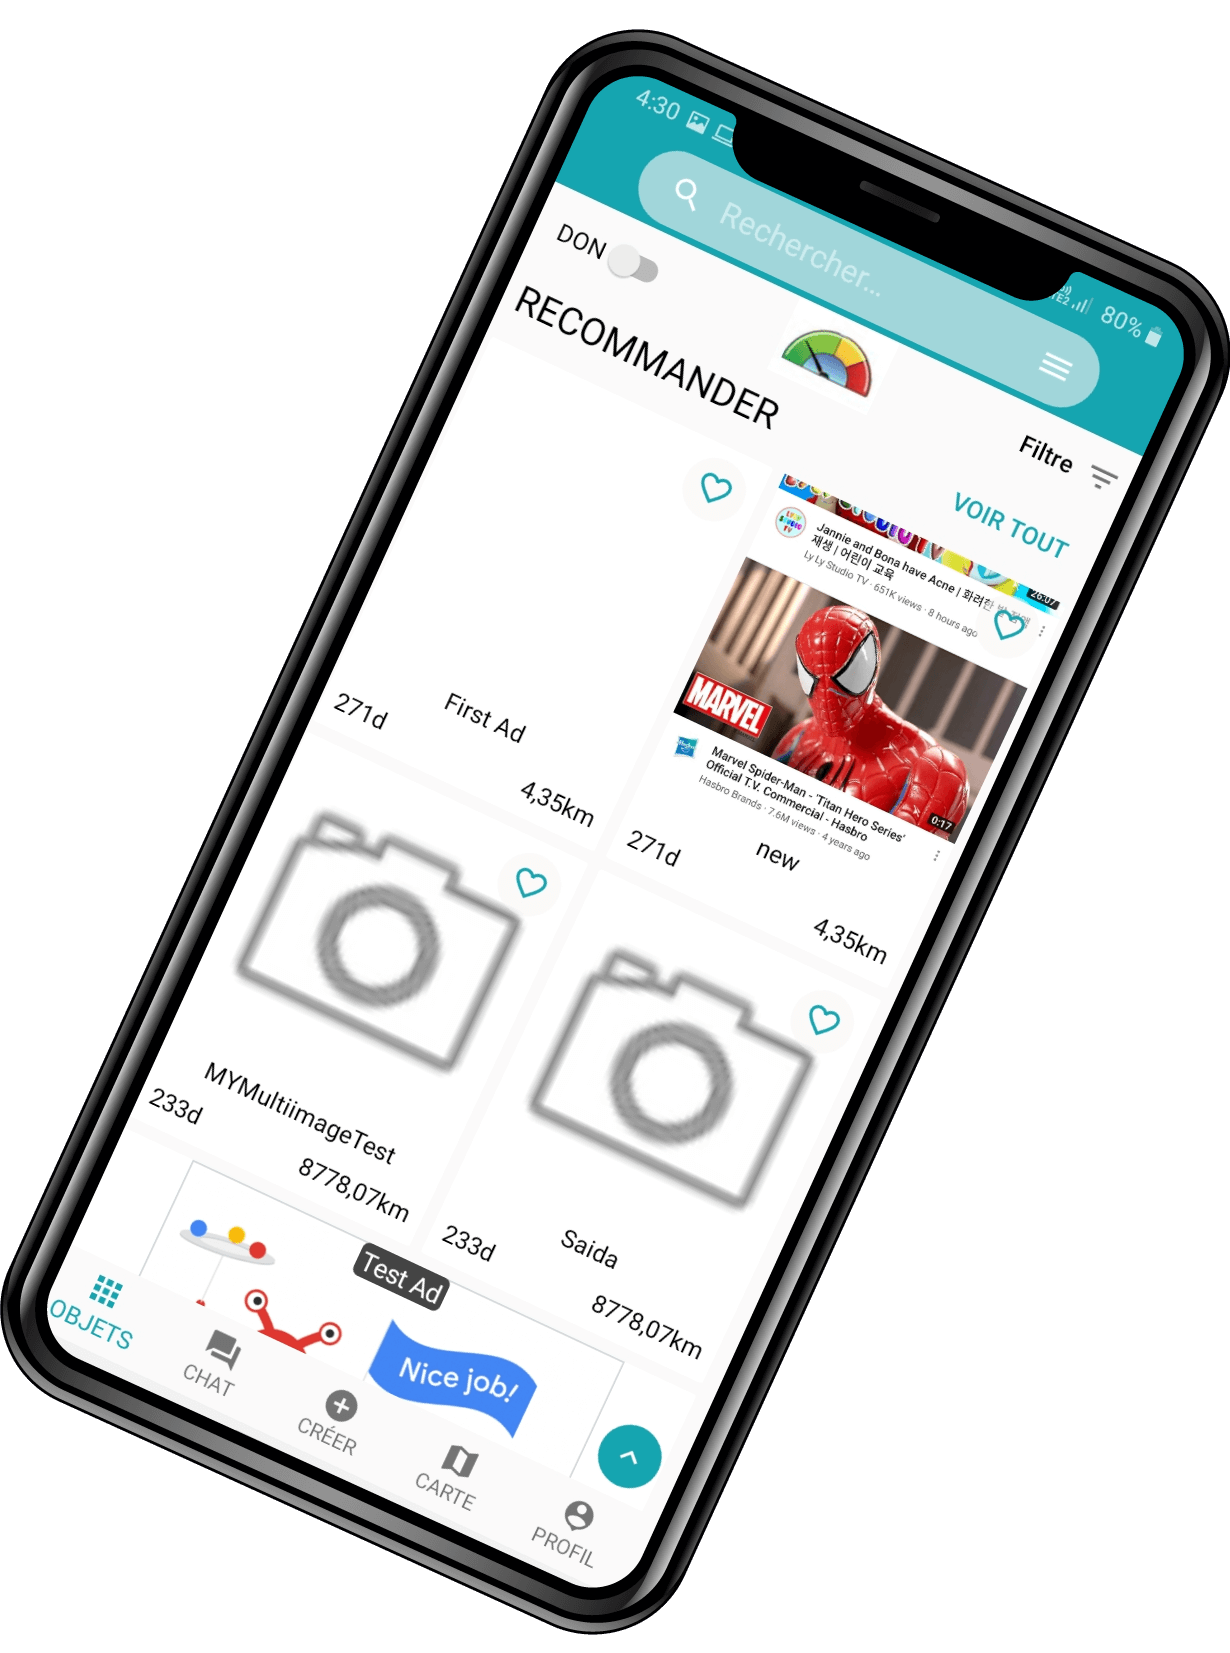 4:30
TE2
80%
Rechercher...
DON
RECOMMANDER
Filtre
VOIR TOUT
Jannie and Bona have Acne | 화려한
재생 | 어린이 교육
Ly Ly Studio TV · 651K views · 8 hours ago
26:07
MARVEL
0:17
Marvel Spider-Man - 'Titan Hero Series'
Official T.V. Commercial - Hasbro
Hasbro Brands · 7.6M views · 4 years ago
First Ad
271d
4,35km
new
271d
4,35km
MYMultiimageTest
233d
8778,07km
Saida
233d
8778,07km
Test Ad
Nice job!
OBJETS
CHAT
CRÉER
CARTE
PROFIL